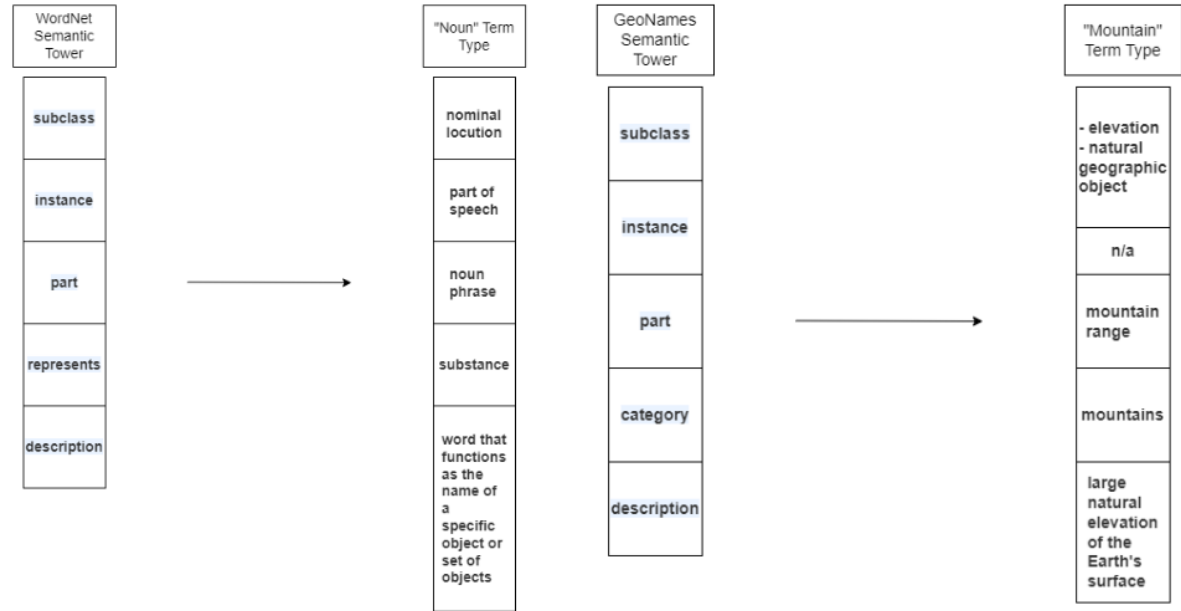 WordNet
Semantic
Tower
subclass
instance
part
represents
description
"Noun" Term
Type
nominal
locution
part of
speech
noun
phrase
substance
word that
functions
as the
name of
a
specific
object or
set of
objects
GeoNames
Semantic
Tower
subclass
instance
part
category
description
"Mountain"
Term Type
- elevation
- natural
geographic
object
n/a
mountain
range
mountains
large
natural
elevation
of the
Earth's
surface